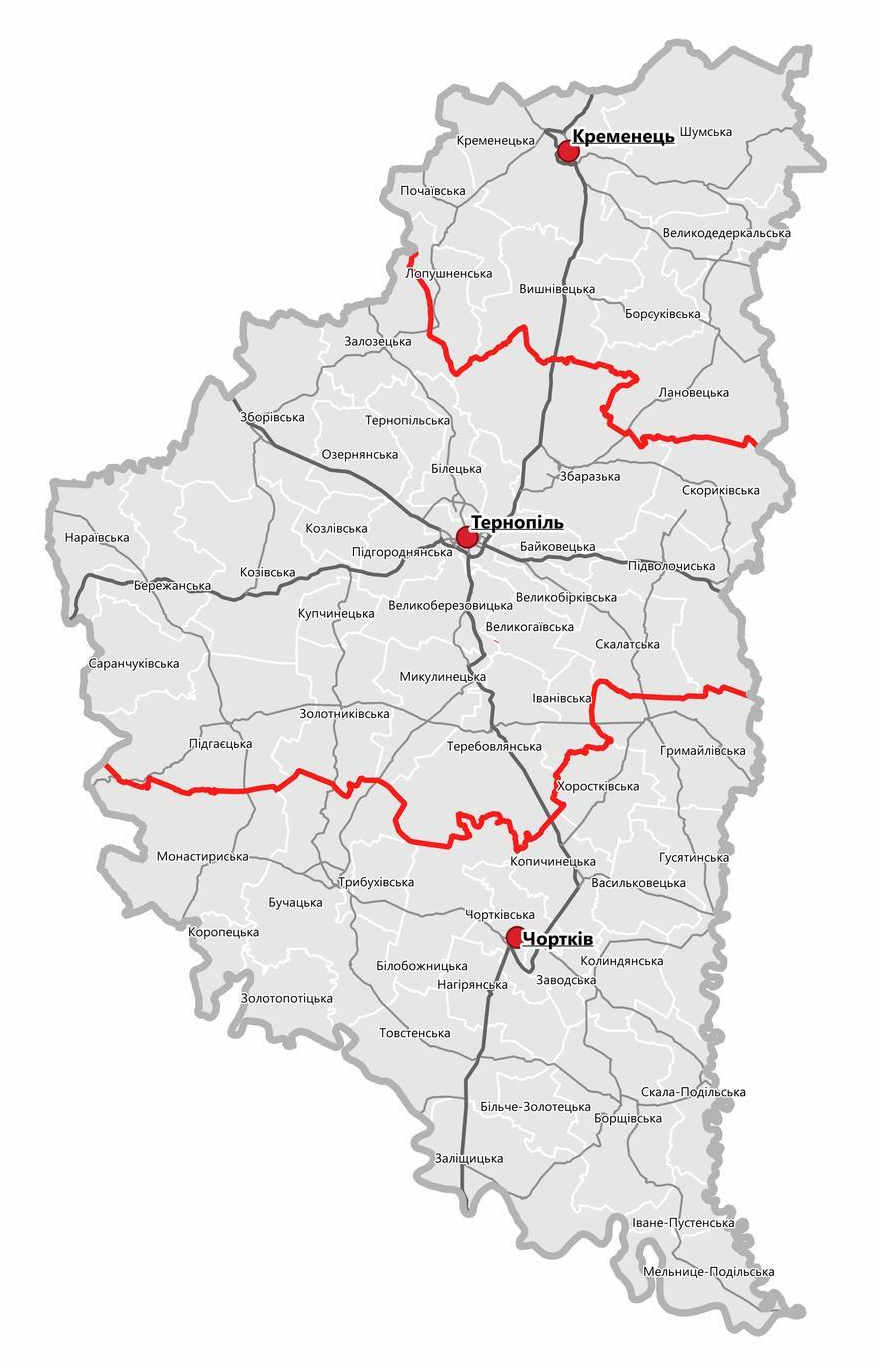 Кременець
Шумська
Кременецька
Почаївська
Великодедеркальська
Лопушненська
Вишнівецька
Борсуківська
Залозецька
Лановецька
Зборівська
Тернопільська
Озернянська
Білецька
Збаразька
Скориківська
Тернопіль
Козлівська
Нараївська
Підгороднянська
Байковецька
Підволочиська
Козівська
Бережанська
Великобірківська
Великоберезовицька
Купчинецька
Великогаївська
Скалатська
Саранчуківська
Микулинецька
Іванівська
Золотниківська
Підгаєцька
Теребовлянська
Гримайлівська
Хоростківська
Монастириська
Копичинецька
Гусятинська
Трибухівська
Васильковецька
Бучацька
Чортківська
Коропецька
Чортків
Колиндянська
Білобожницька
Заводська
Нагірянська
Золотопотіцька
Товстенська
Скала-Подільська
Більче-Золотецька
Борщівська
Заліщицька
Іване-Пустенська
Мельнице-Подільська